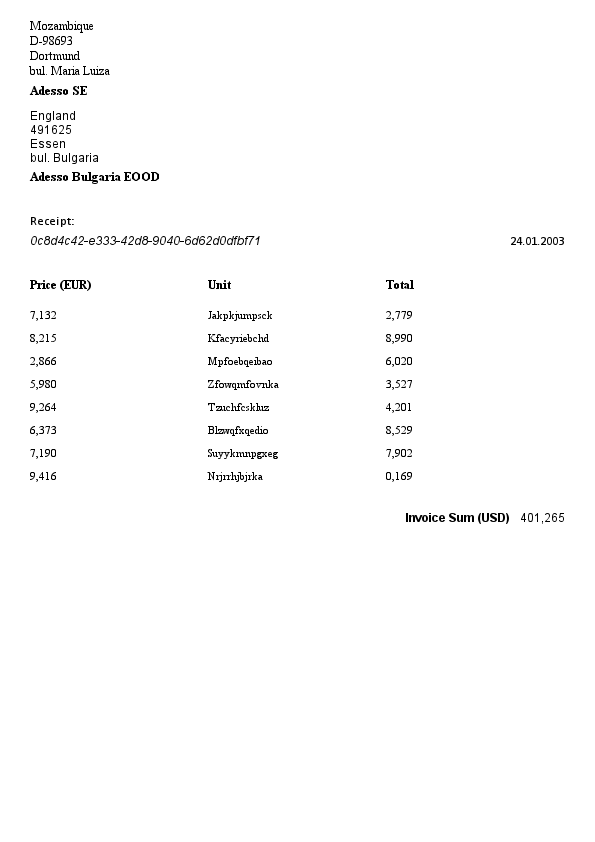 Mozambique
D-98693
Dortmund
bul. Maria Luiza
Adesso SE
England
491625
Essen
bul. Bulgaria
Adesso Bulgaria EOOD
Receipt:
0c8d4c42-e333-42d8-9040-6d62d0dfbf71 24.01.2003
Price (EUR) Unit Total
7,132 Jakpkjumpsck 2,779
8,215 Kfacyriebchd 8,990
2,866 Mpfoebqeibao 6,020
5,980 Zfowqmfovnka 3,527
9,264 Tzuchfcskluz 4,201
6,373 Blzwqfxqedio 8,529
7,190 Suyykmnpgxeg 7,902
9,416 Nrjrrhjbjrka 0,169
Invoice Sum (USD) 401,265